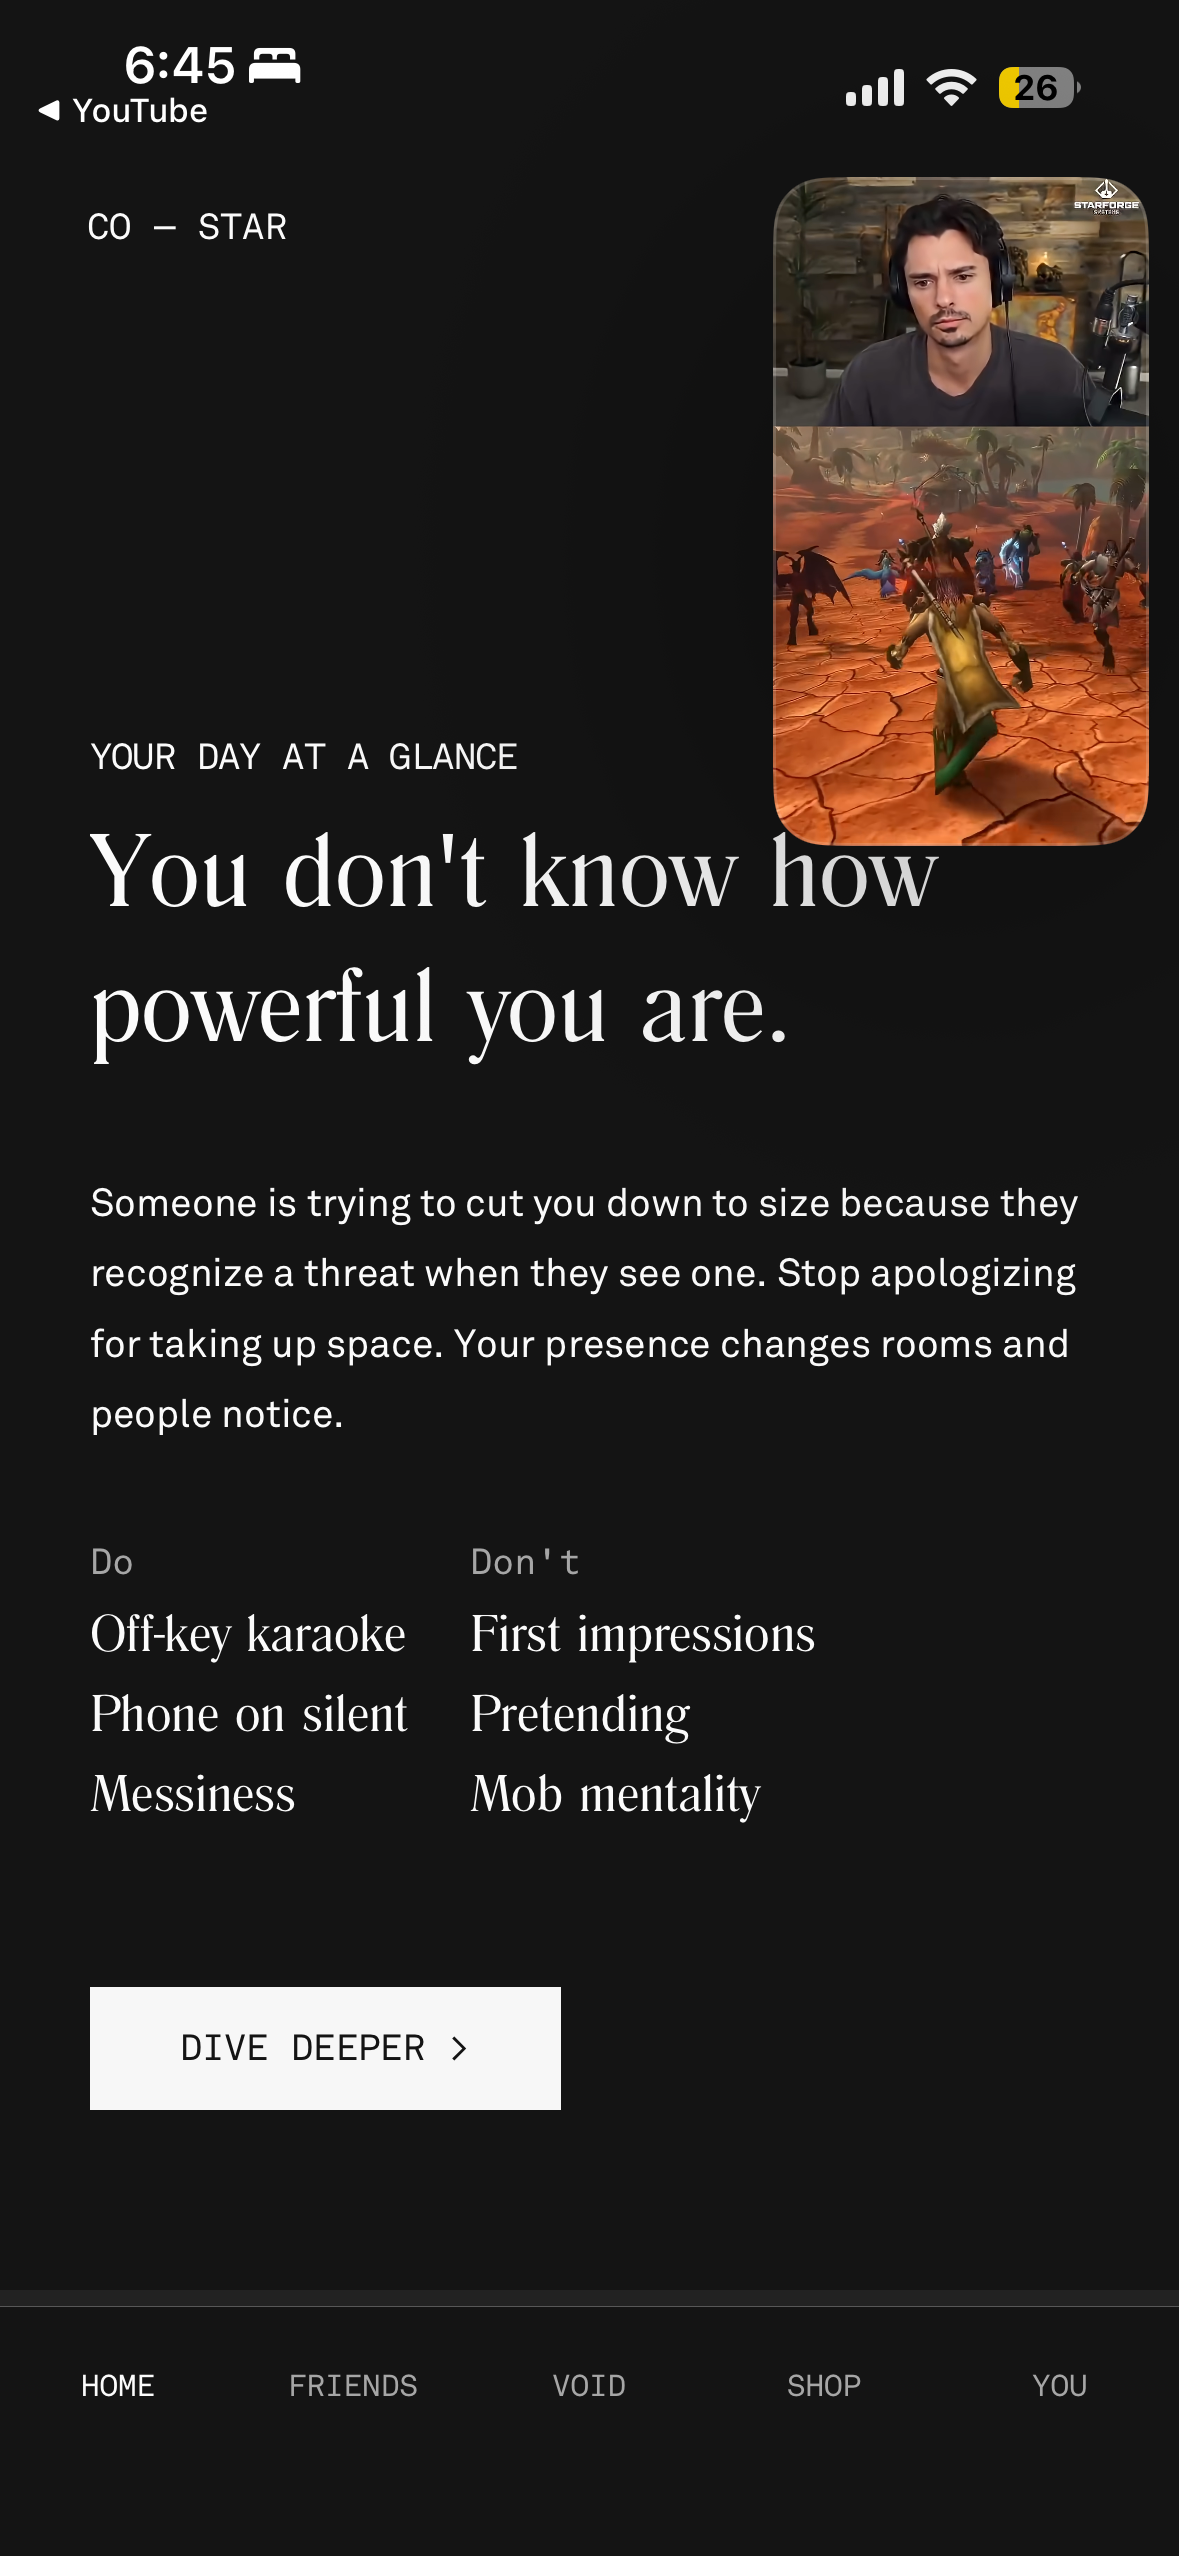 6:45
YouTube
26
CO — STAR
STARFORGE
SYSTEMS
YOUR DAY AT A GLANCE
You don't know how
powerful you are.
Someone is trying to cut you down to size because they
recognize a threat when they see one. Stop apologizing
for taking up space. Your presence changes rooms and
people notice.
Do Don't
Off-key karaoke First impressions
Phone on silent Pretending
Messiness Mob mentality
DIVE DEEPER >
HOME FRIENDS VOID SHOP YOU